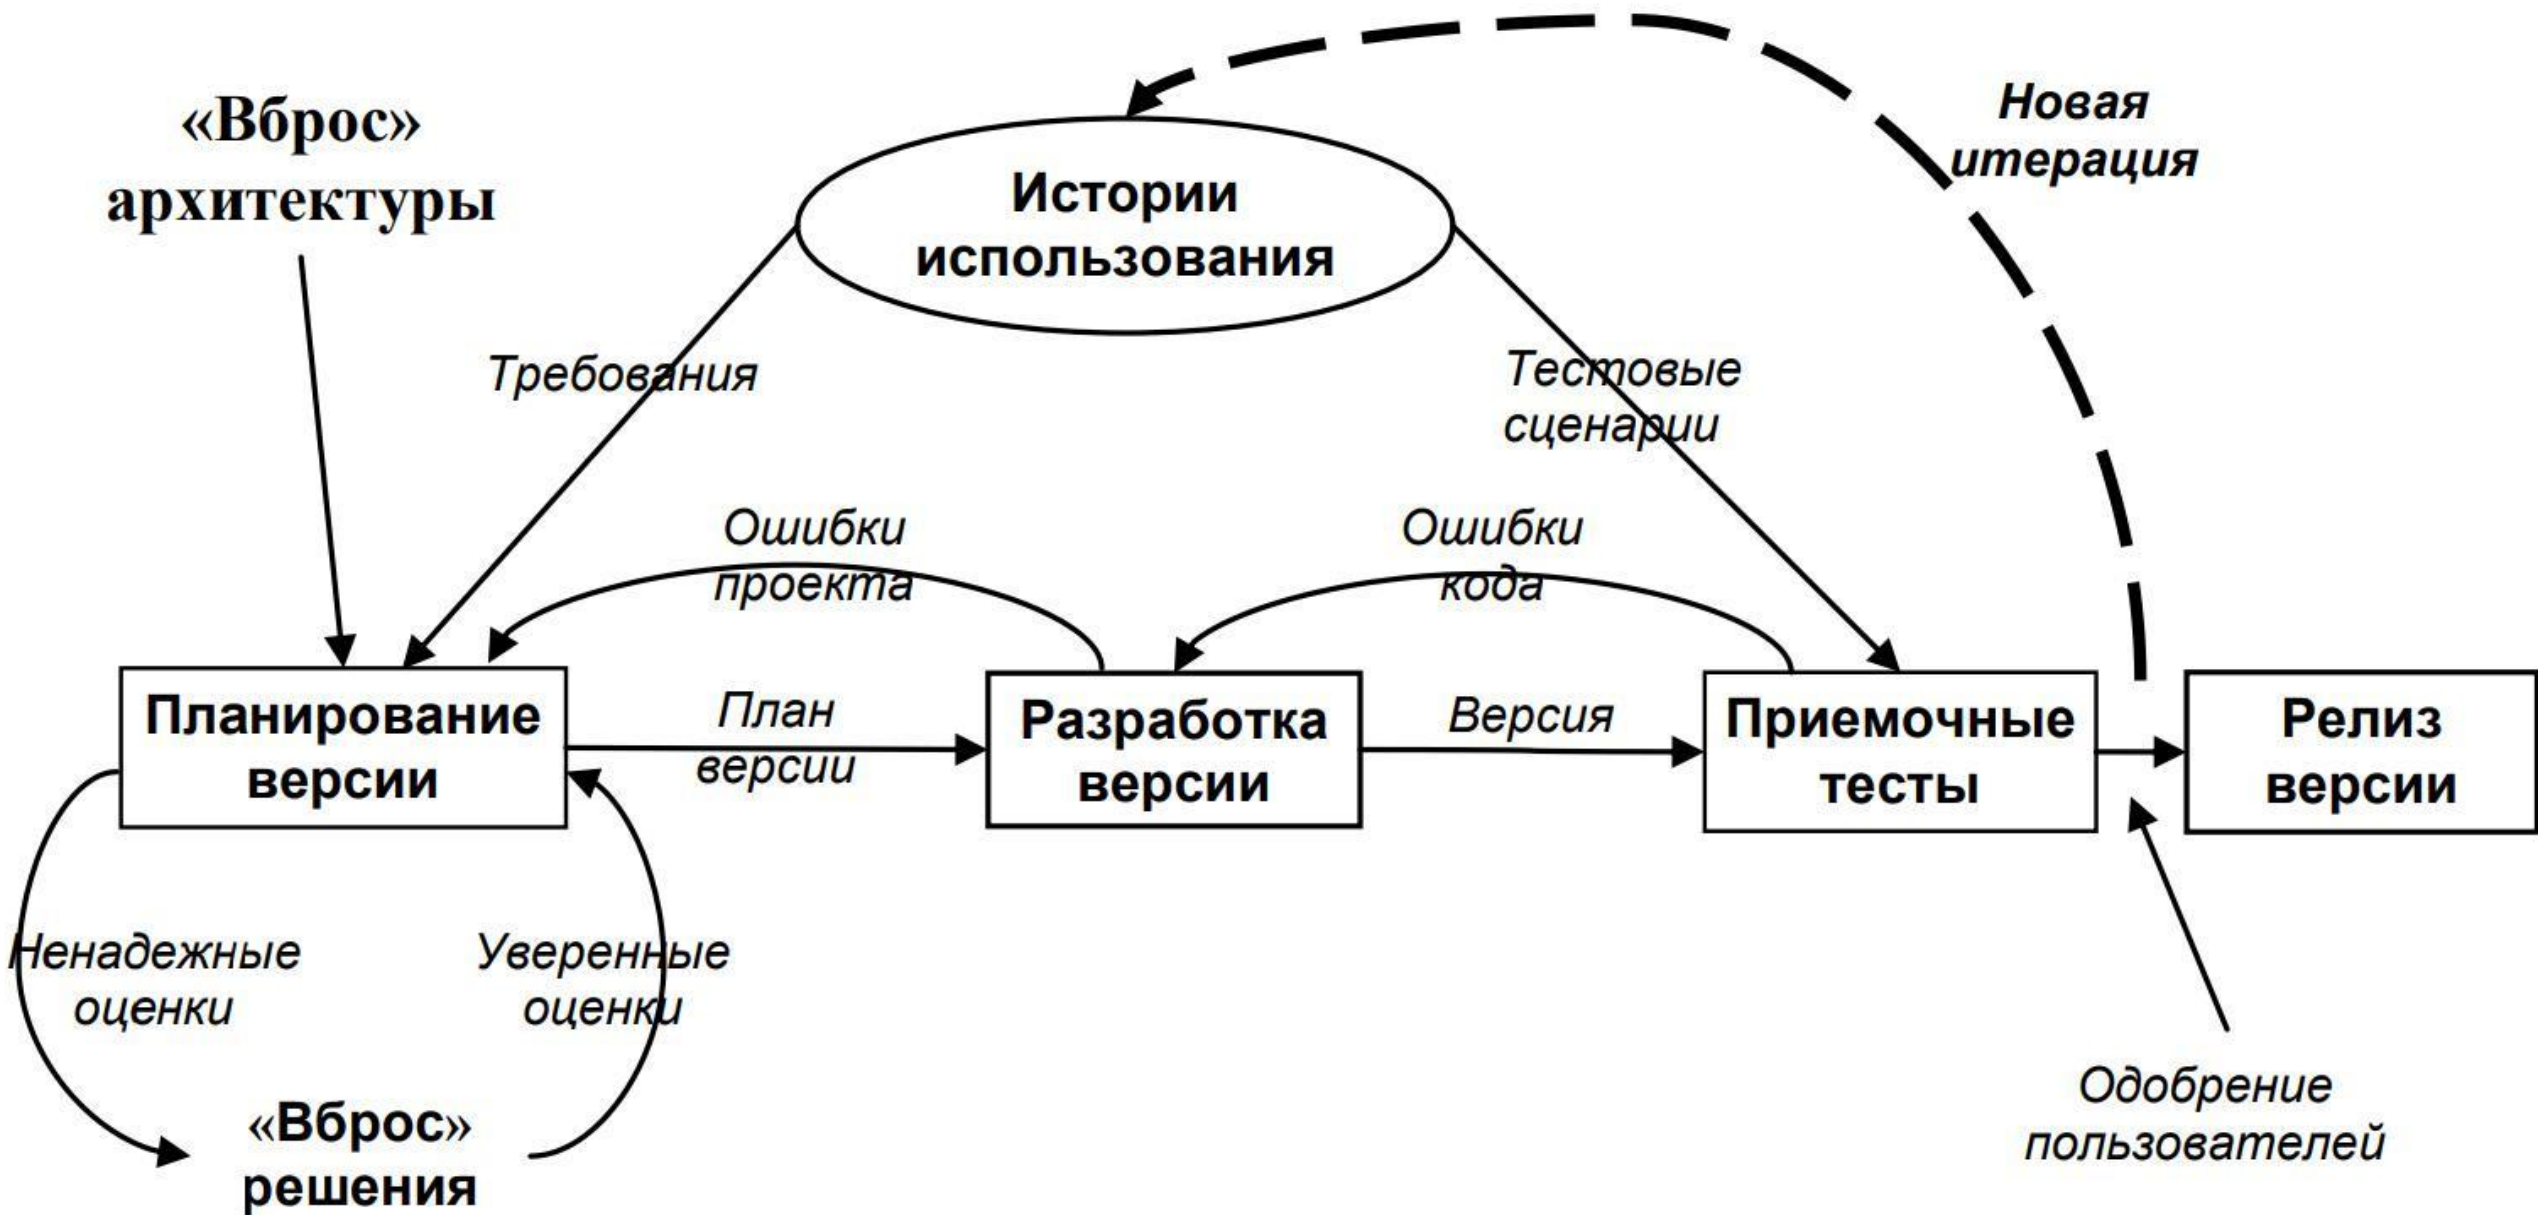 «Вброс»
архитектуры
Новая
итерация
Истории
использования
Требования
Тестовые
сценарии
Ошибки
проекта
Ошибки
кода
Планирование
версии
План
версии
Разработка
версии
Версия
Приемочные
тесты
Релиз
версии
Ненадежные
оценки
Уверенные
оценки
«Вброс»
решения
Одобрение
пользователей